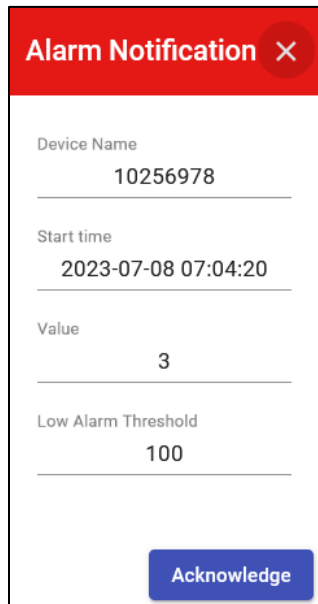 Alarm Notification
Device Name
10256978
Start time
2023-07-08 07:04:20
Value
3
Low Alarm Threshold
100
Acknowledge